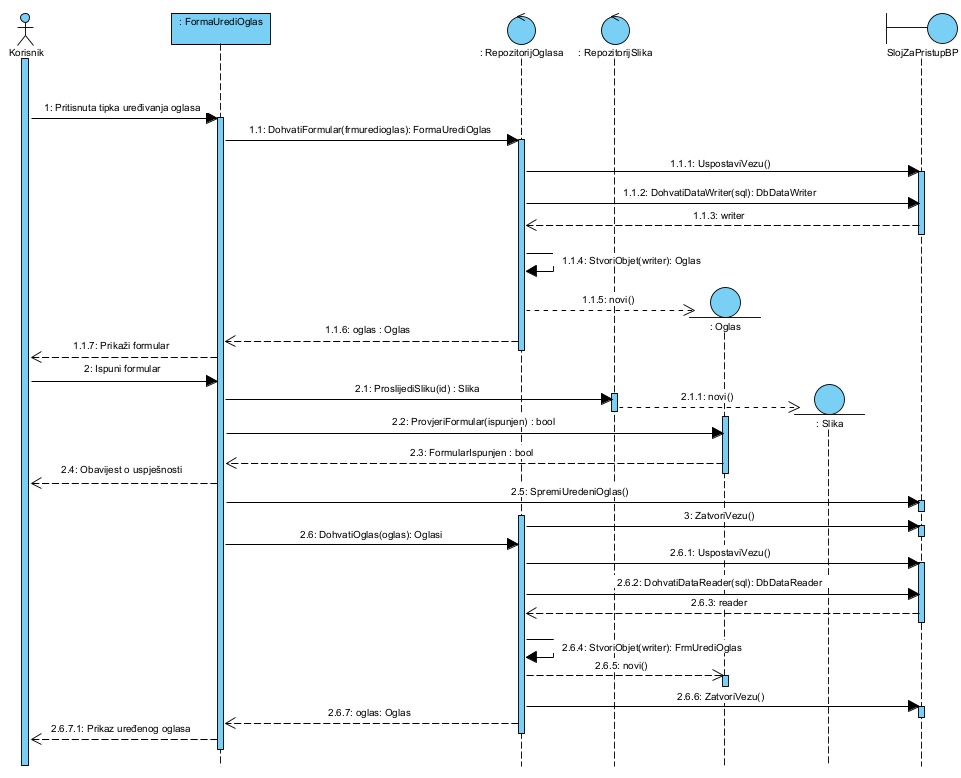 : FormaUrediOglas
Korisnik
: RepozitorijOglasa
: RepozitorijSlika
SlojZaPristupBP
1: Pritisnuta tipka uređivanja oglasa
1.1: DohvatiFormular(frmuredioglas): FormaUrediOglas
1.1.1: UspostaviVezu()
1.1.2: DohvatiDataWriter(sql): DbDataWriter
1.1.3: writer
1.1.4: StvoriObjet(writer): Oglas
1.1.5: novi()
: Oglas
1.1.6: oglas : Oglas
1.1.7: Prikaži formular
2: Ispuni formular
2.1: ProslijediSliku(id) : Slika
2.1.1: novi()
: Slika
2.2: ProvjeriFormular(ispunjen) : bool
2.3: FormularIspunjen : bool
2.4: Obavijest o uspješnosti
2.5: SpremiUredeniOglas()
3: ZatvoriVezu()
2.6: DohvatiOglas(oglas): Oglasi
2.6.1: UspostaviVezu()
2.6.2: DohvatiDataReader(sql): DbDataReader
2.6.3: reader
2.6.4: StvoriObjet(writer): FrmUrediOglas
2.6.5: novi()
2.6.6: ZatvoriVezu()
2.6.7: oglas: Oglas
2.6.7.1: Prikaz uređenog oglasa